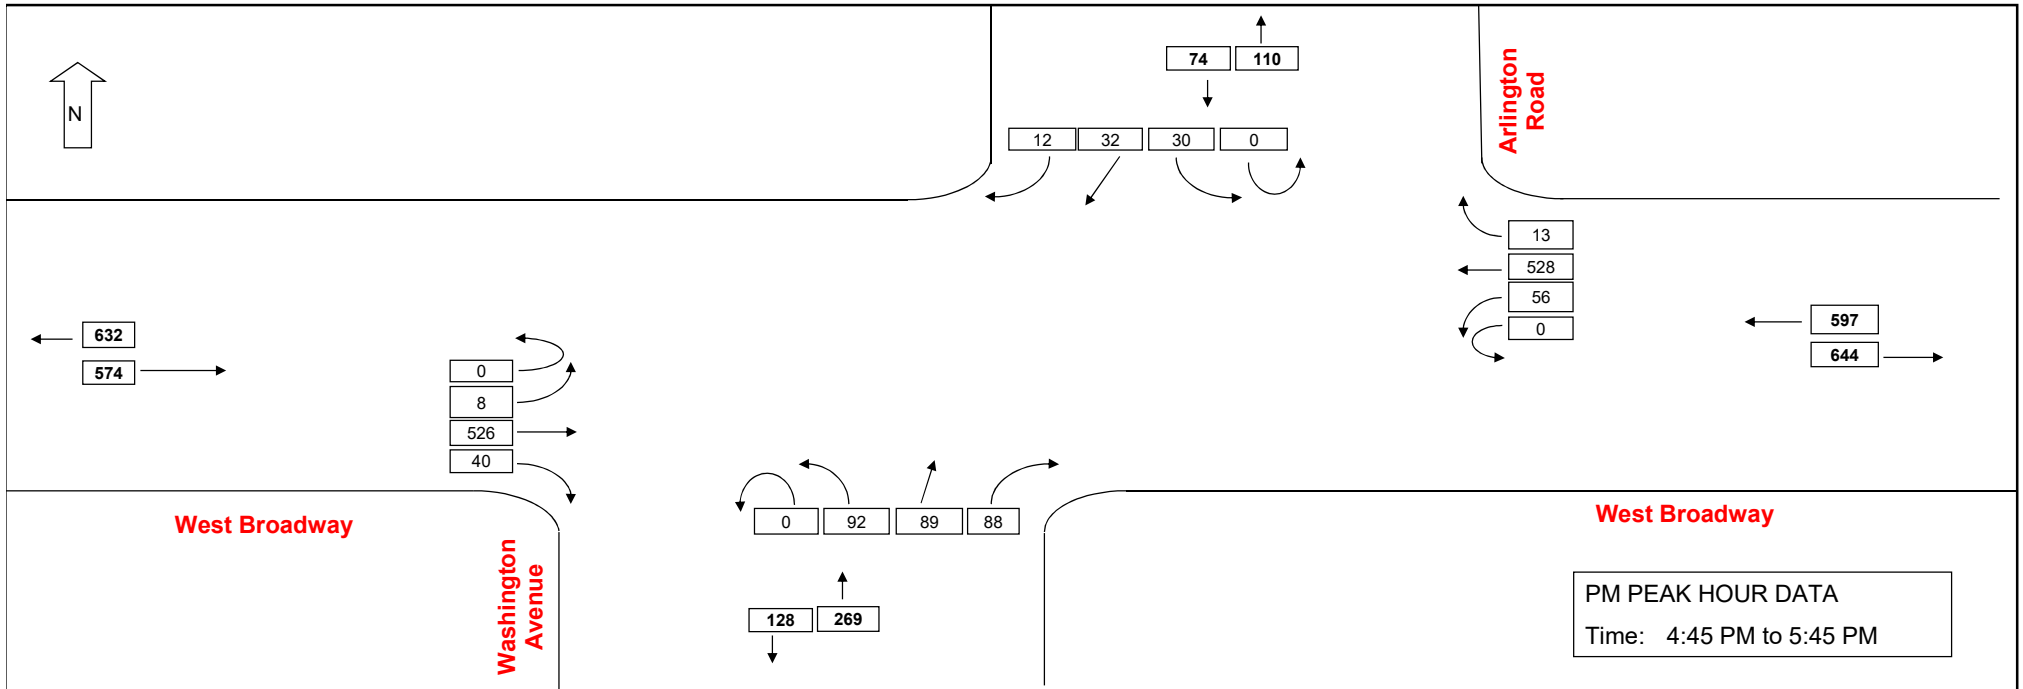 74 110
Arlington
Road
N
12 32 30 0
13
528
56
0
632
574
597
644
0
8
526
40
0 92 89 88
West Broadway
West Broadway
Washington
Avenue
128 269
PM PEAK HOUR DATA
Time: 4:45 PM to 5:45 PM